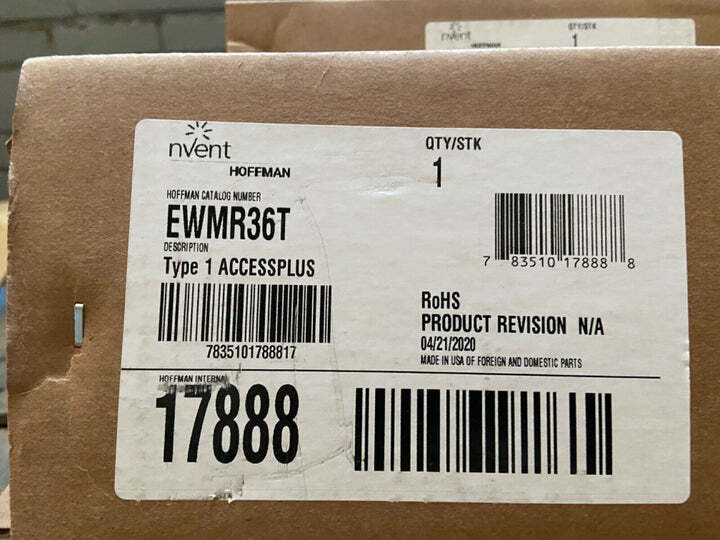 nvent
QTY/STK
1
nvent
HOFFMAN
QTY/STK
1
HOFFMAN CATALOG NUMBER
EWMR36T
DESCRIPTION
Type 1 ACCESSPLUS
7835101788817
7 83510 17888 8
RoHS
PRODUCT REVISION N/A
04/21/2020
MADE IN USA OF FOREIGN AND DOMESTIC PARTS
HOFFMAN INTERNA
17888